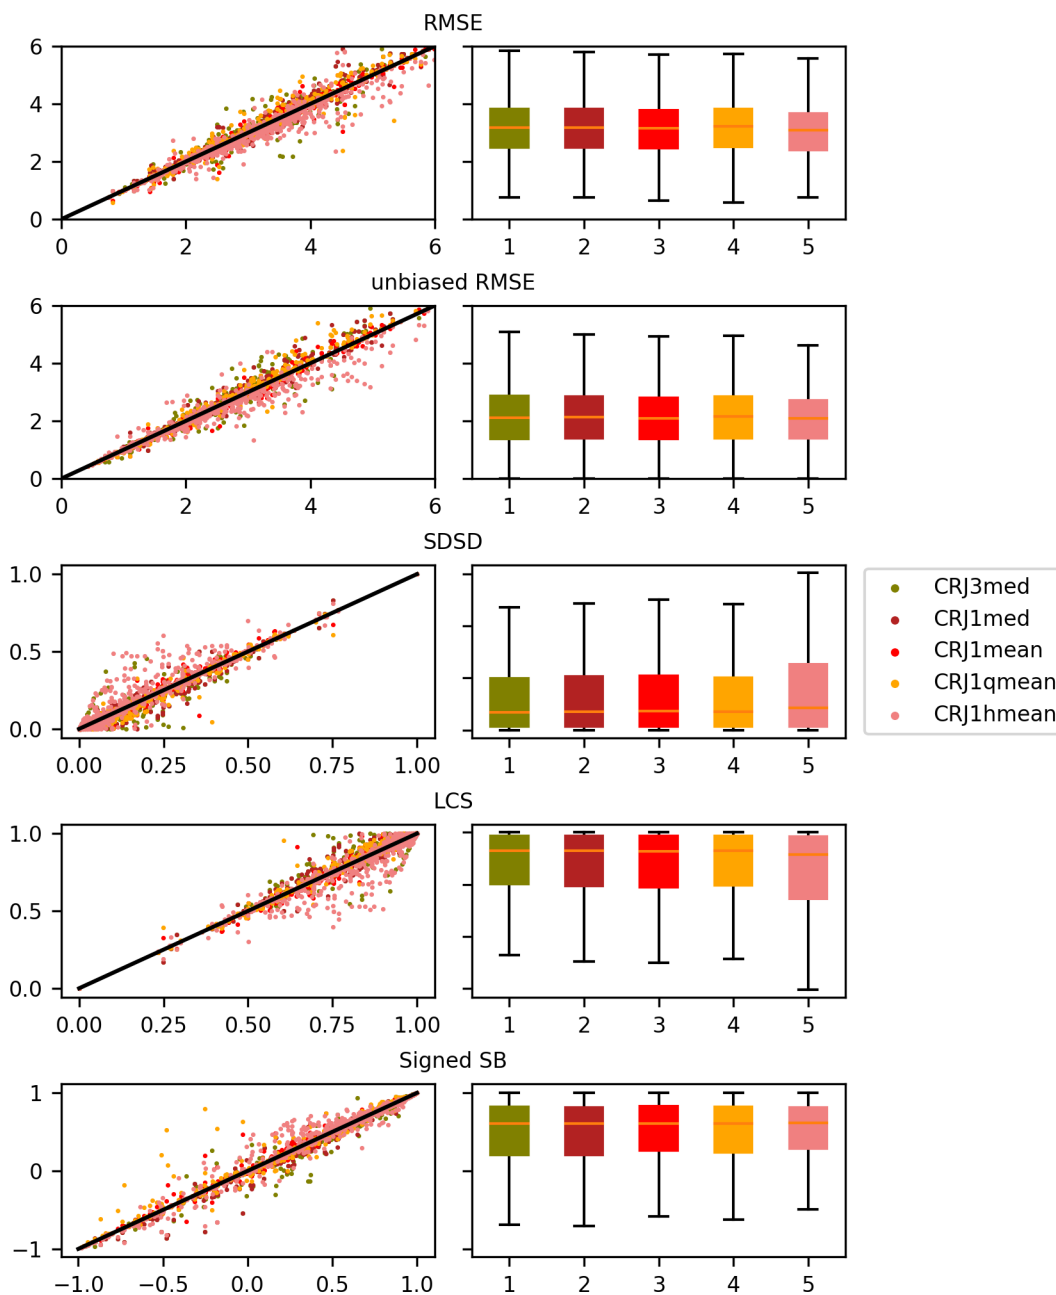 RMSE
6
4
2
0
0 2 4 6
1 2 3 4 5
unbiased RMSE
6
4
2
0
0 2 4 6
1 2 3 4 5
SDSD
1.0
0.5
0.0
0.00 0.25 0.50 0.75 1.00
1 2 3 4 5
CRJ3med
CRJ1med
CRJ1mean
CRJ1qmean
CRJ1hmean
LCS
1.0
0.5
0.0
0.00 0.25 0.50 0.75 1.00
1 2 3 4 5
Signed SB
1
0
−1
−1.0 −0.5 0.0 0.5 1.0
1 2 3 4 5